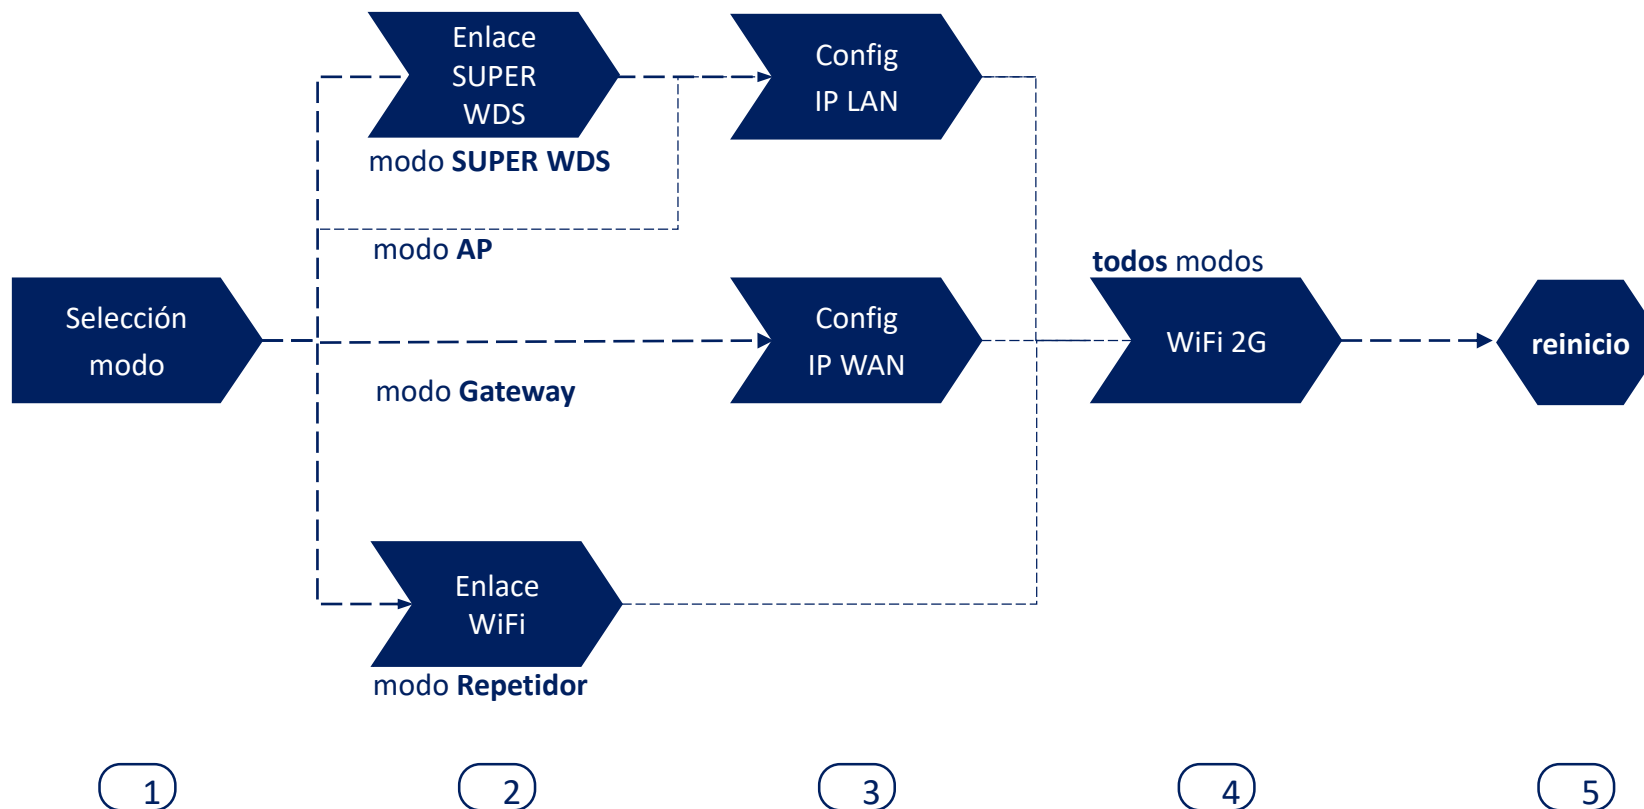 Enlace
SUPER
WDS
modo SUPER WDS
Config
IP LAN
modo AP
Selección
modo
modo Gateway
Config
IP WAN
todos modos
WiFi 2G
reinicio
Enlace
WiFi
modo Repetidor
1
2
3
4
5